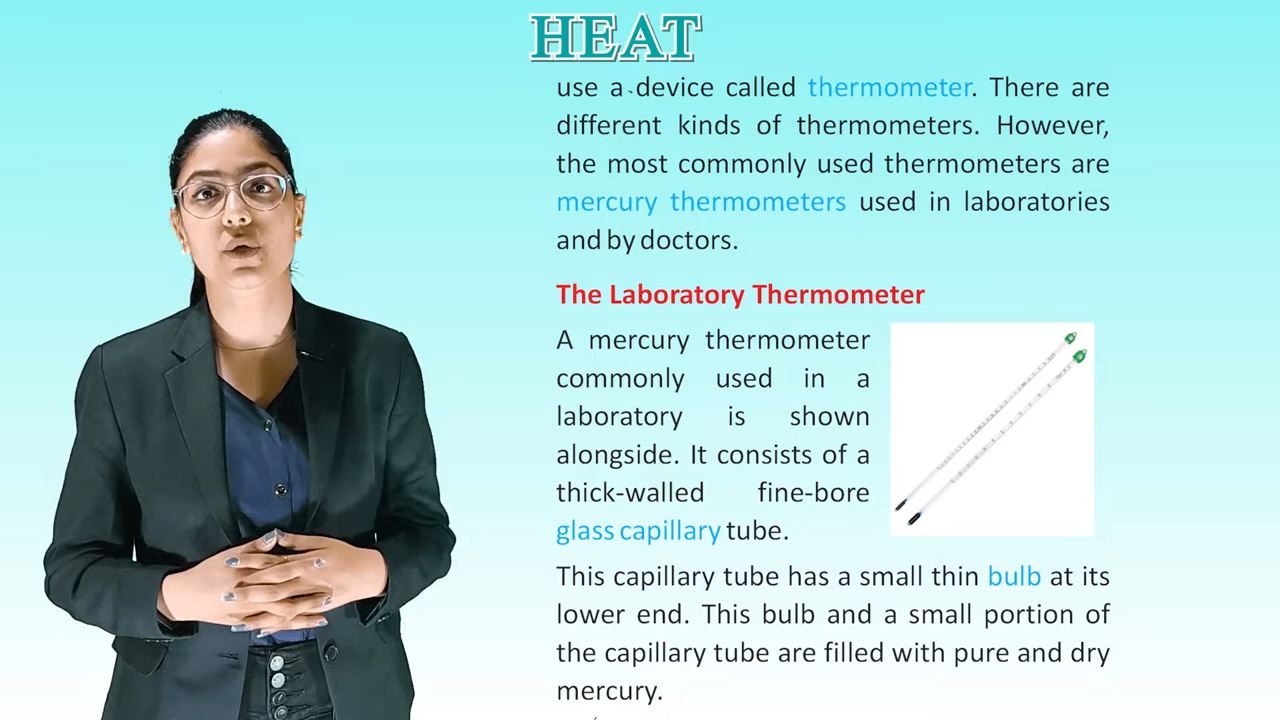 HEAT
use a device called thermometer. There are
different kinds of thermometers. However,
the most commonly used thermometers are
mercury thermometers used in laboratories
and by doctors.
The Laboratory Thermometer
A mercury thermometer
commonly used in a
laboratory is shown
alongside. It consists of a
thick-walled fine-bore
glass capillary tube.
This capillary tube has a small thin bulb at its
lower end. This bulb and a small portion of
the capillary tube are filled with pure and dry
mercury.